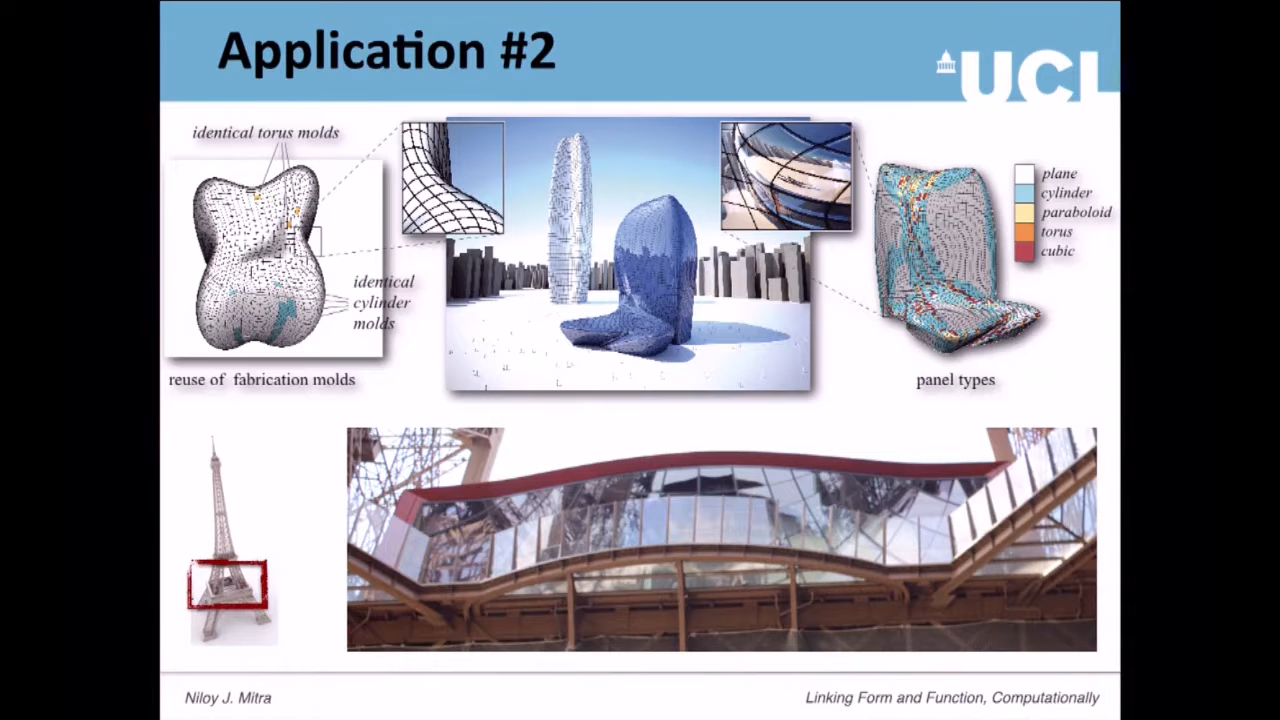 Application #2
UCL
identical torus molds
identical
cylinder
molds
reuse of fabrication molds
plane
cylinder
paraboloid
torus
cubic
panel types
Niloy J. Mitra
Linking Form and Function, Computationally